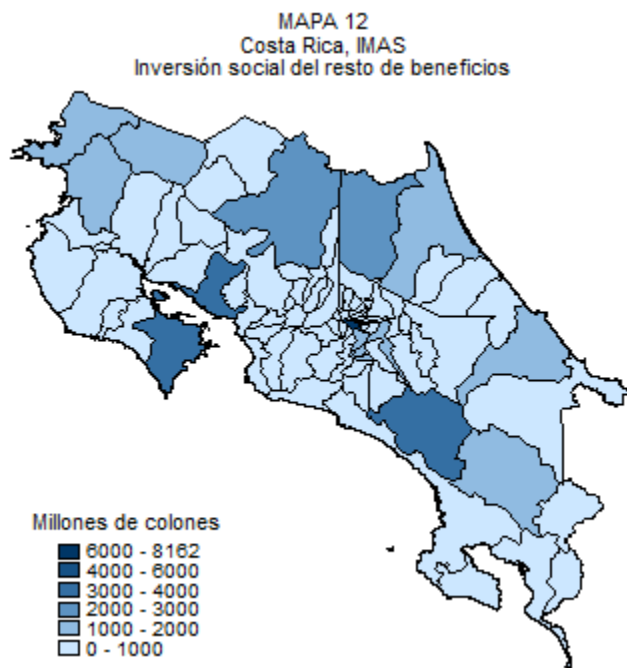 MAPA 12
Costa Rica, IMAS
Inversión social del resto de beneficios
Millones de colones
6000 - 8162
4000 - 6000
3000 - 4000
2000 - 3000
1000 - 2000
0 - 1000